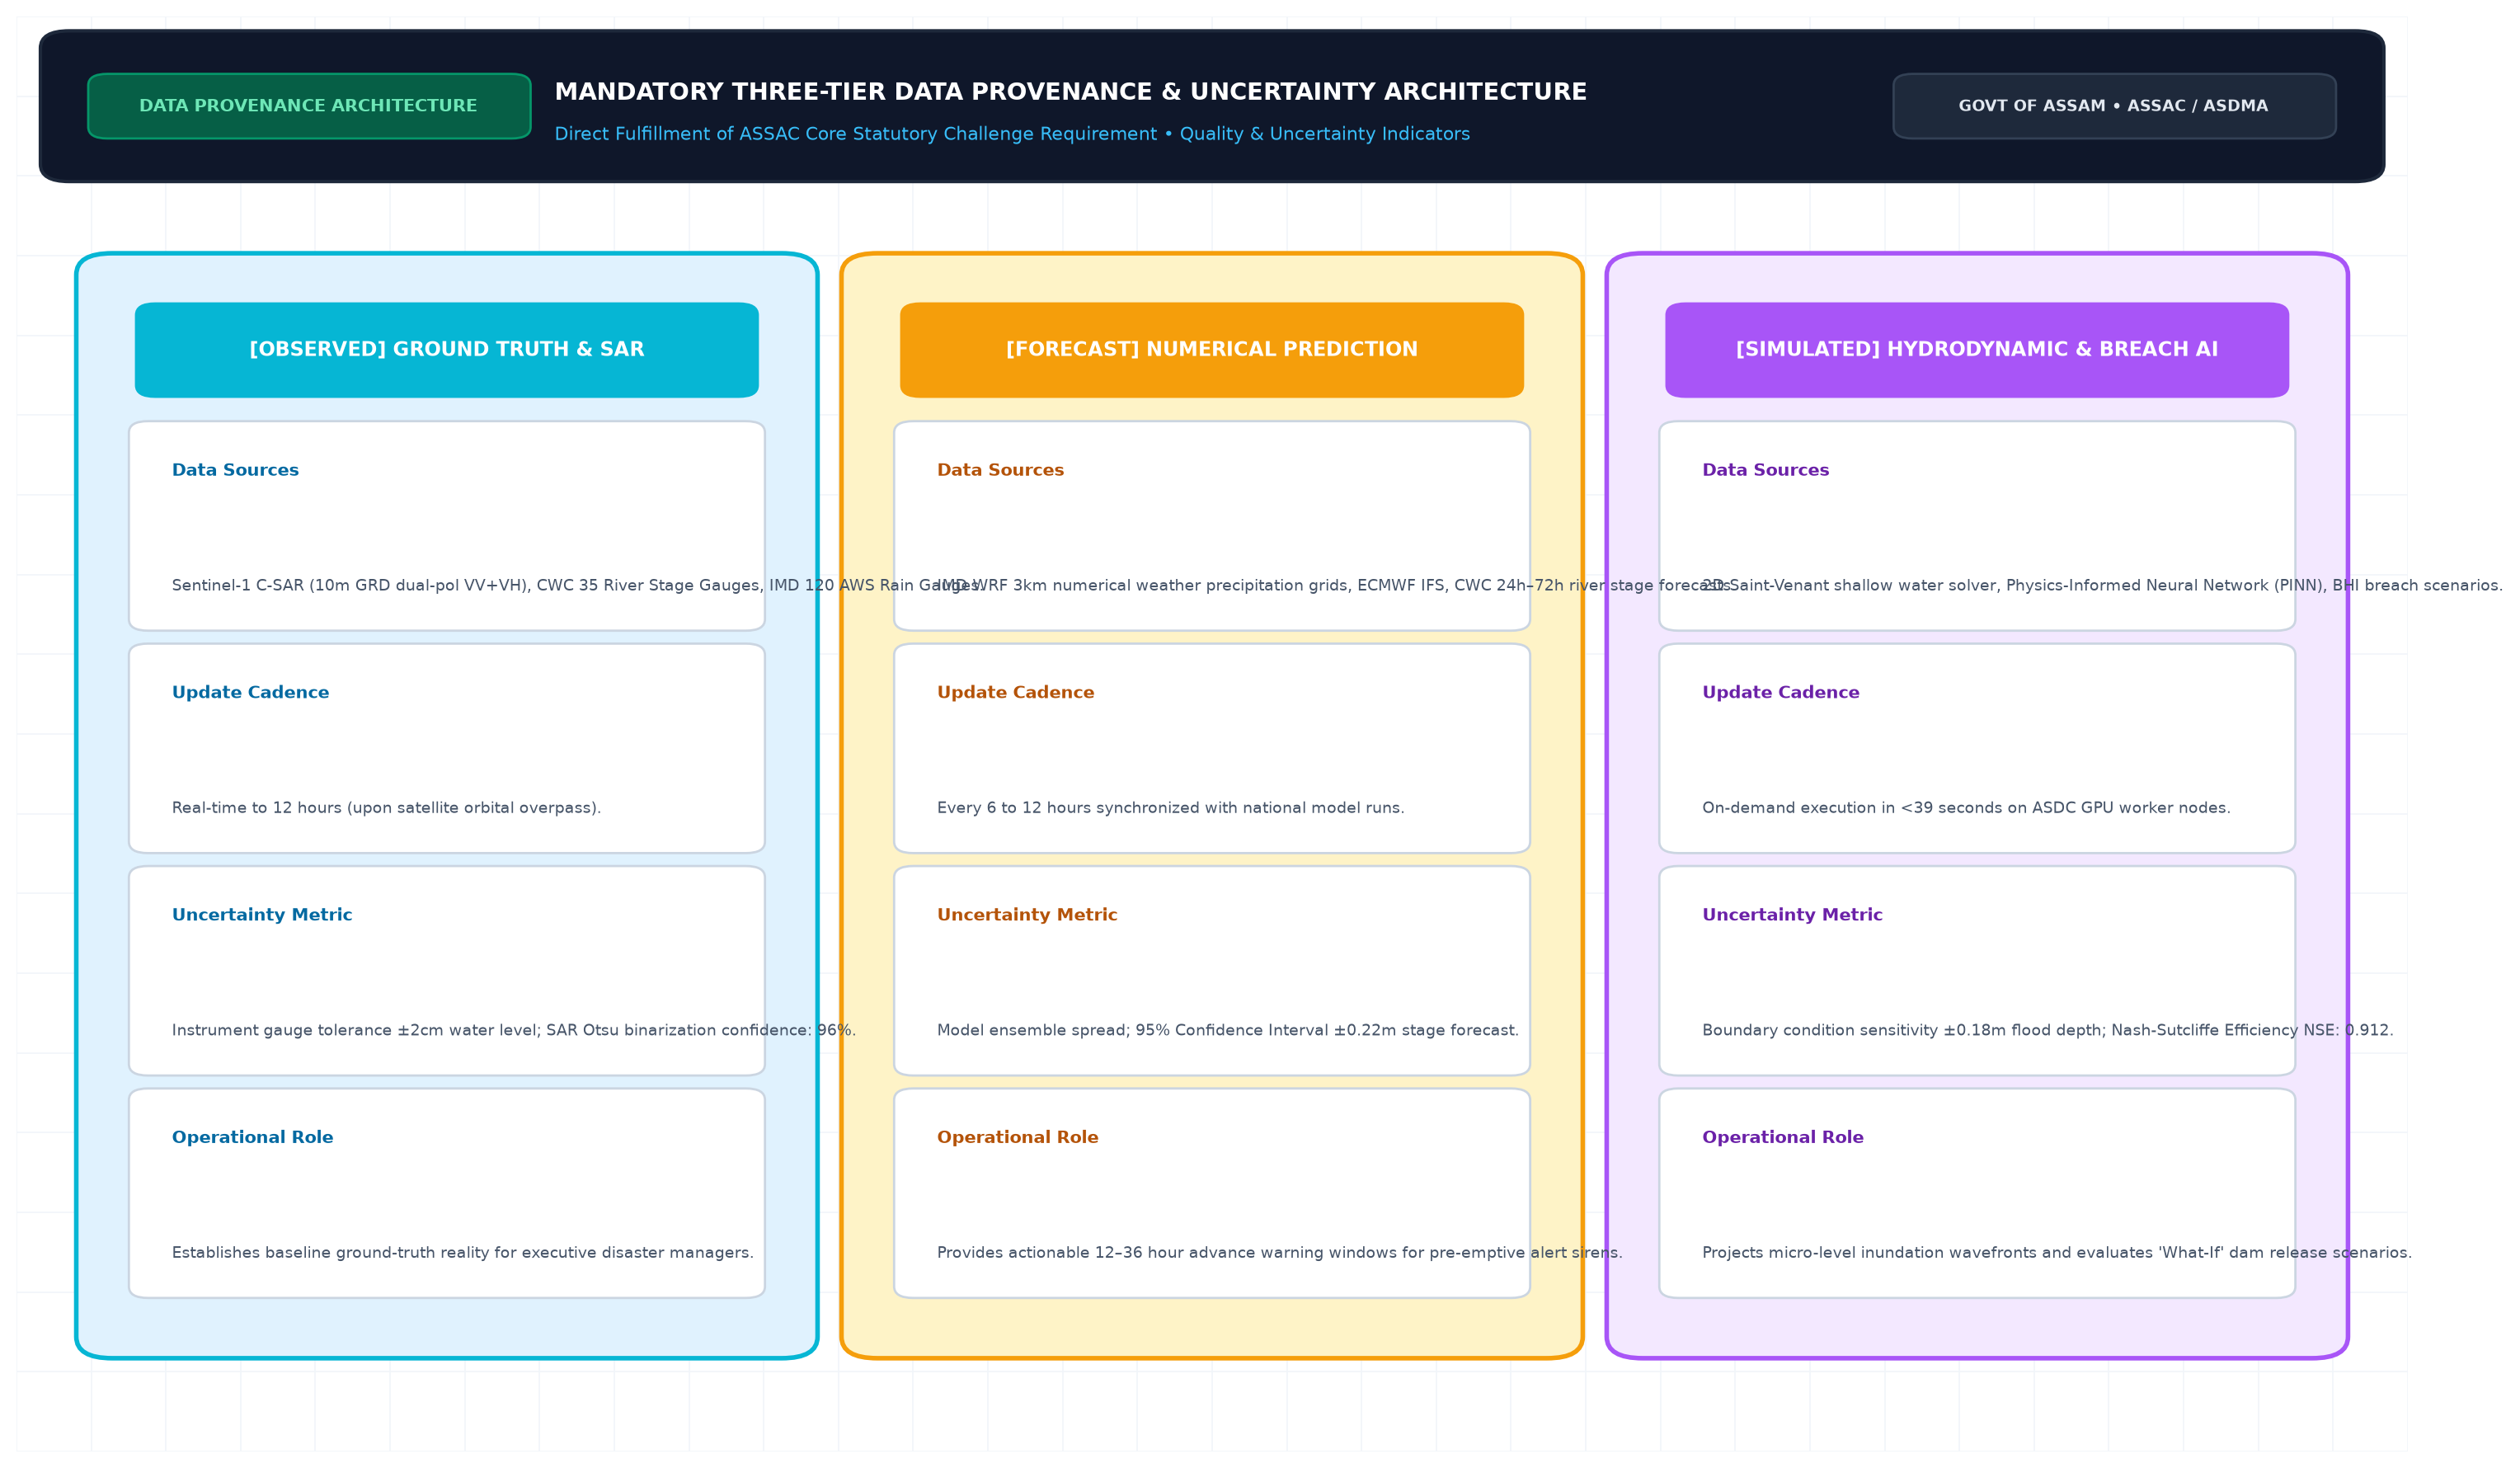 DATA PROVENANCE ARCHITECTURE
MANDATORY THREE-TIER DATA PROVENANCE & UNCERTAINTY ARCHITECTURE
Direct Fulfillment of ASSAC Core Statutory Challenge Requirement • Quality & Uncertainty Indicators
GOVT OF ASSAM • ASSAC / ASDMA
[OBSERVED] GROUND TRUTH & SAR
Data Sources
Sentinel-1 C-SAR (10m GRD dual-pol VV+VH), CWC 35 River Stage Gauges, IMD 120 AWS Rain Gauges.
Update Cadence
Real-time to 12 hours (upon satellite orbital overpass).
Uncertainty Metric
Instrument gauge tolerance ±2cm water level; SAR Otsu binarization confidence: 96%.
Operational Role
Establishes baseline ground-truth reality for executive disaster managers.
[FORECAST] NUMERICAL PREDICTION
Data Sources
IMD WRF 3km numerical weather precipitation grids, ECMWF IFS, CWC 24h–72h river stage forecasts.
Update Cadence
Every 6 to 12 hours synchronized with national model runs.
Uncertainty Metric
Model ensemble spread; 95% Confidence Interval ±0.22m stage forecast.
Operational Role
Provides actionable 12–36 hour advance warning windows for pre-emptive alert sirens.
[SIMULATED] HYDRODYNAMIC & BREACH AI
Data Sources
2D Saint-Venant shallow water solver, Physics-Informed Neural Network (PINN), BHI breach scenarios.
Update Cadence
On-demand execution in <39 seconds on ASDC GPU worker nodes.
Uncertainty Metric
Boundary condition sensitivity ±0.18m flood depth; Nash-Sutcliffe Efficiency NSE: 0.912.
Operational Role
Projects micro-level inundation wavefronts and evaluates 'What-If' dam release scenarios.